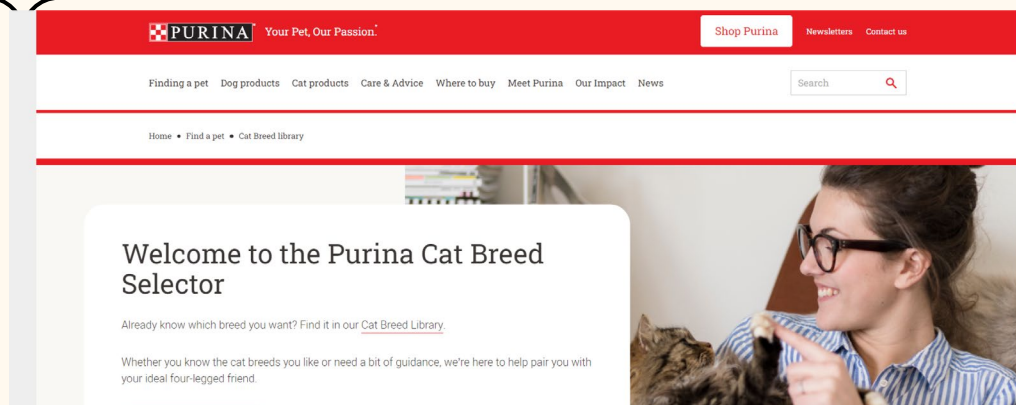 PURINA Your Pet, Our Passion.
Shop Purina Newsletters Contact us
Finding a pet Dog products Cat products Care & Advice Where to buy Meet Purina Our Impact News Search
Home • Find a pet • Cat Breed library
Welcome to the Purina Cat Breed
Selector
Already know which breed you want? Find it in our Cat Breed Library.
Whether you know the cat breeds you like or need a bit of guidance, we're here to help pair you with
your ideal four-legged friend.